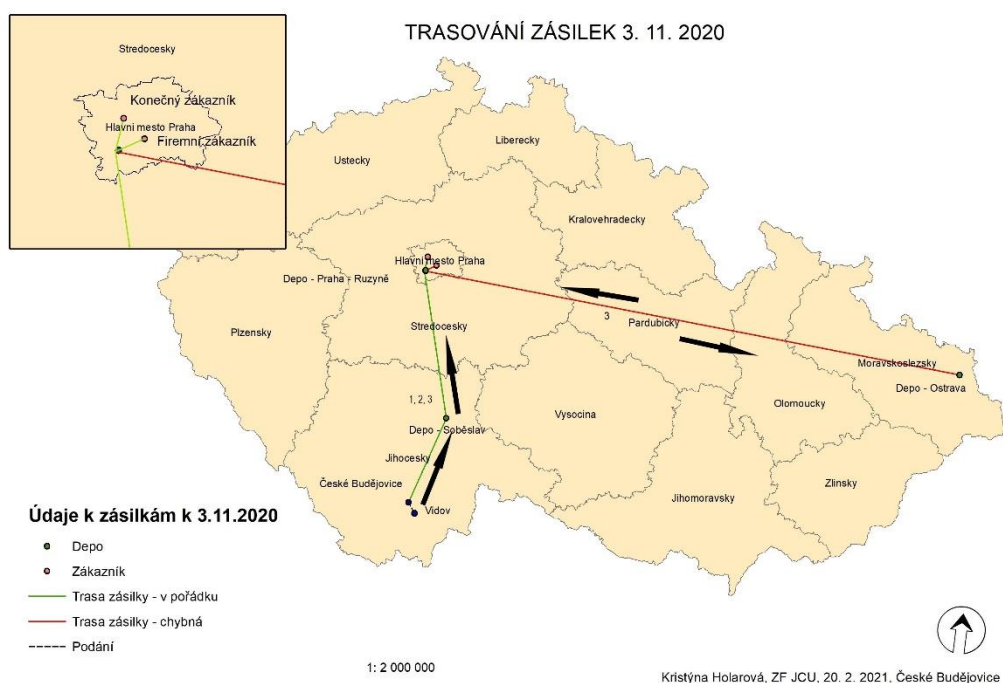 TRASOVÁNÍ ZÁSILEK 3. 11. 2020
Stredocesky
Konečný zákazník
Hlavni mesto Praha
Firemní zákazník
Liberecky
Ustecky
Kralovehradecky
Hlavni mesto Praha
Depo - Praha - Ruzyně
3
Pardubicky
Stredocesky
Plzensky
Moravskoslezsky
Depo - Ostrava
1, 2, 3
Vysocina
Olomoucky
Depo - Soběslav
Jihocesky
České Budějovice
Zlinsky
Jihomoravsky
Vidov
Údaje k zásilkám k 3.11.2020
Depo
Zákazník
Trasa zásilky - v pořádku
Trasa zásilky - chybná
Podání
1: 2 000 000
Kristýna Holarová, ZF JCU, 20. 2. 2021, České Budějovice